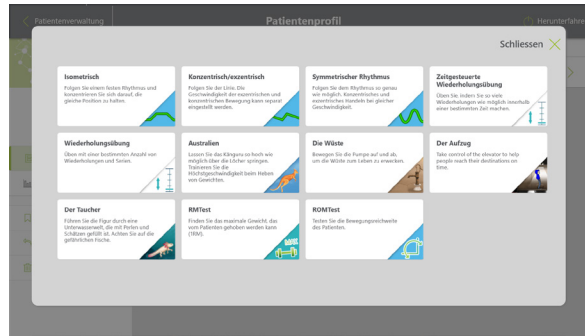 Patientenverwaltung
Patientenprofil
Herunterfahre
Schliessen
Isometrisch
Folgen Sie einem festen Rhythmus und
konzentrieren Sie sich darauf, die
gleiche Position zu halten.
Konzentrisch/exzentrisch
Folgen Sie der Linie. Die
Geschwindigkeit der exzentrischen und
konzentrischen Bewegung kann separat
eingestellt werden.
Symmetrischer Rhythmus
Folgen Sie dem Rhythmus so genau
wie möglich. Konzentrisches und
exzentrisches Handeln bei gleicher
Geschwindigkeit.
Zeitgesteuerte
Wiederholungsübung
Üben Sie, indem Sie so viele
Wiederholungen wie möglich innerhalb
einer bestimmten Zeit machen.
Wiederholungsübung
Üben mit einer bestimmten Anzahl von
Wiederholungen und Serien.
Australien
Lassen Sie das Känguru so hoch wie
möglich über die Löcher springen.
Trainieren Sie die
Höchstgeschwindigkeit beim Heben
von Gewichten.
Die Wüste
Bewegen Sie die Pumpe auf und ab,
um die Wüste zum Leben zu erwecken.
Der Aufzug
Take control of the elevator to help
people reach their destinations on
time.
Der Taucher
Führen Sie die Figur durch eine
Unterwasserwelt, die mit Perlen und
Schätzen gefüllt ist. Achten Sie auf die
gefährlichen Fische.
RMTest
Finden Sie das maximale Gewicht, das
vom Patienten gehoben werden kann
(1RM).
MAX
ROMTest
Testen Sie die Bewegungsreichweite
des Patienten.